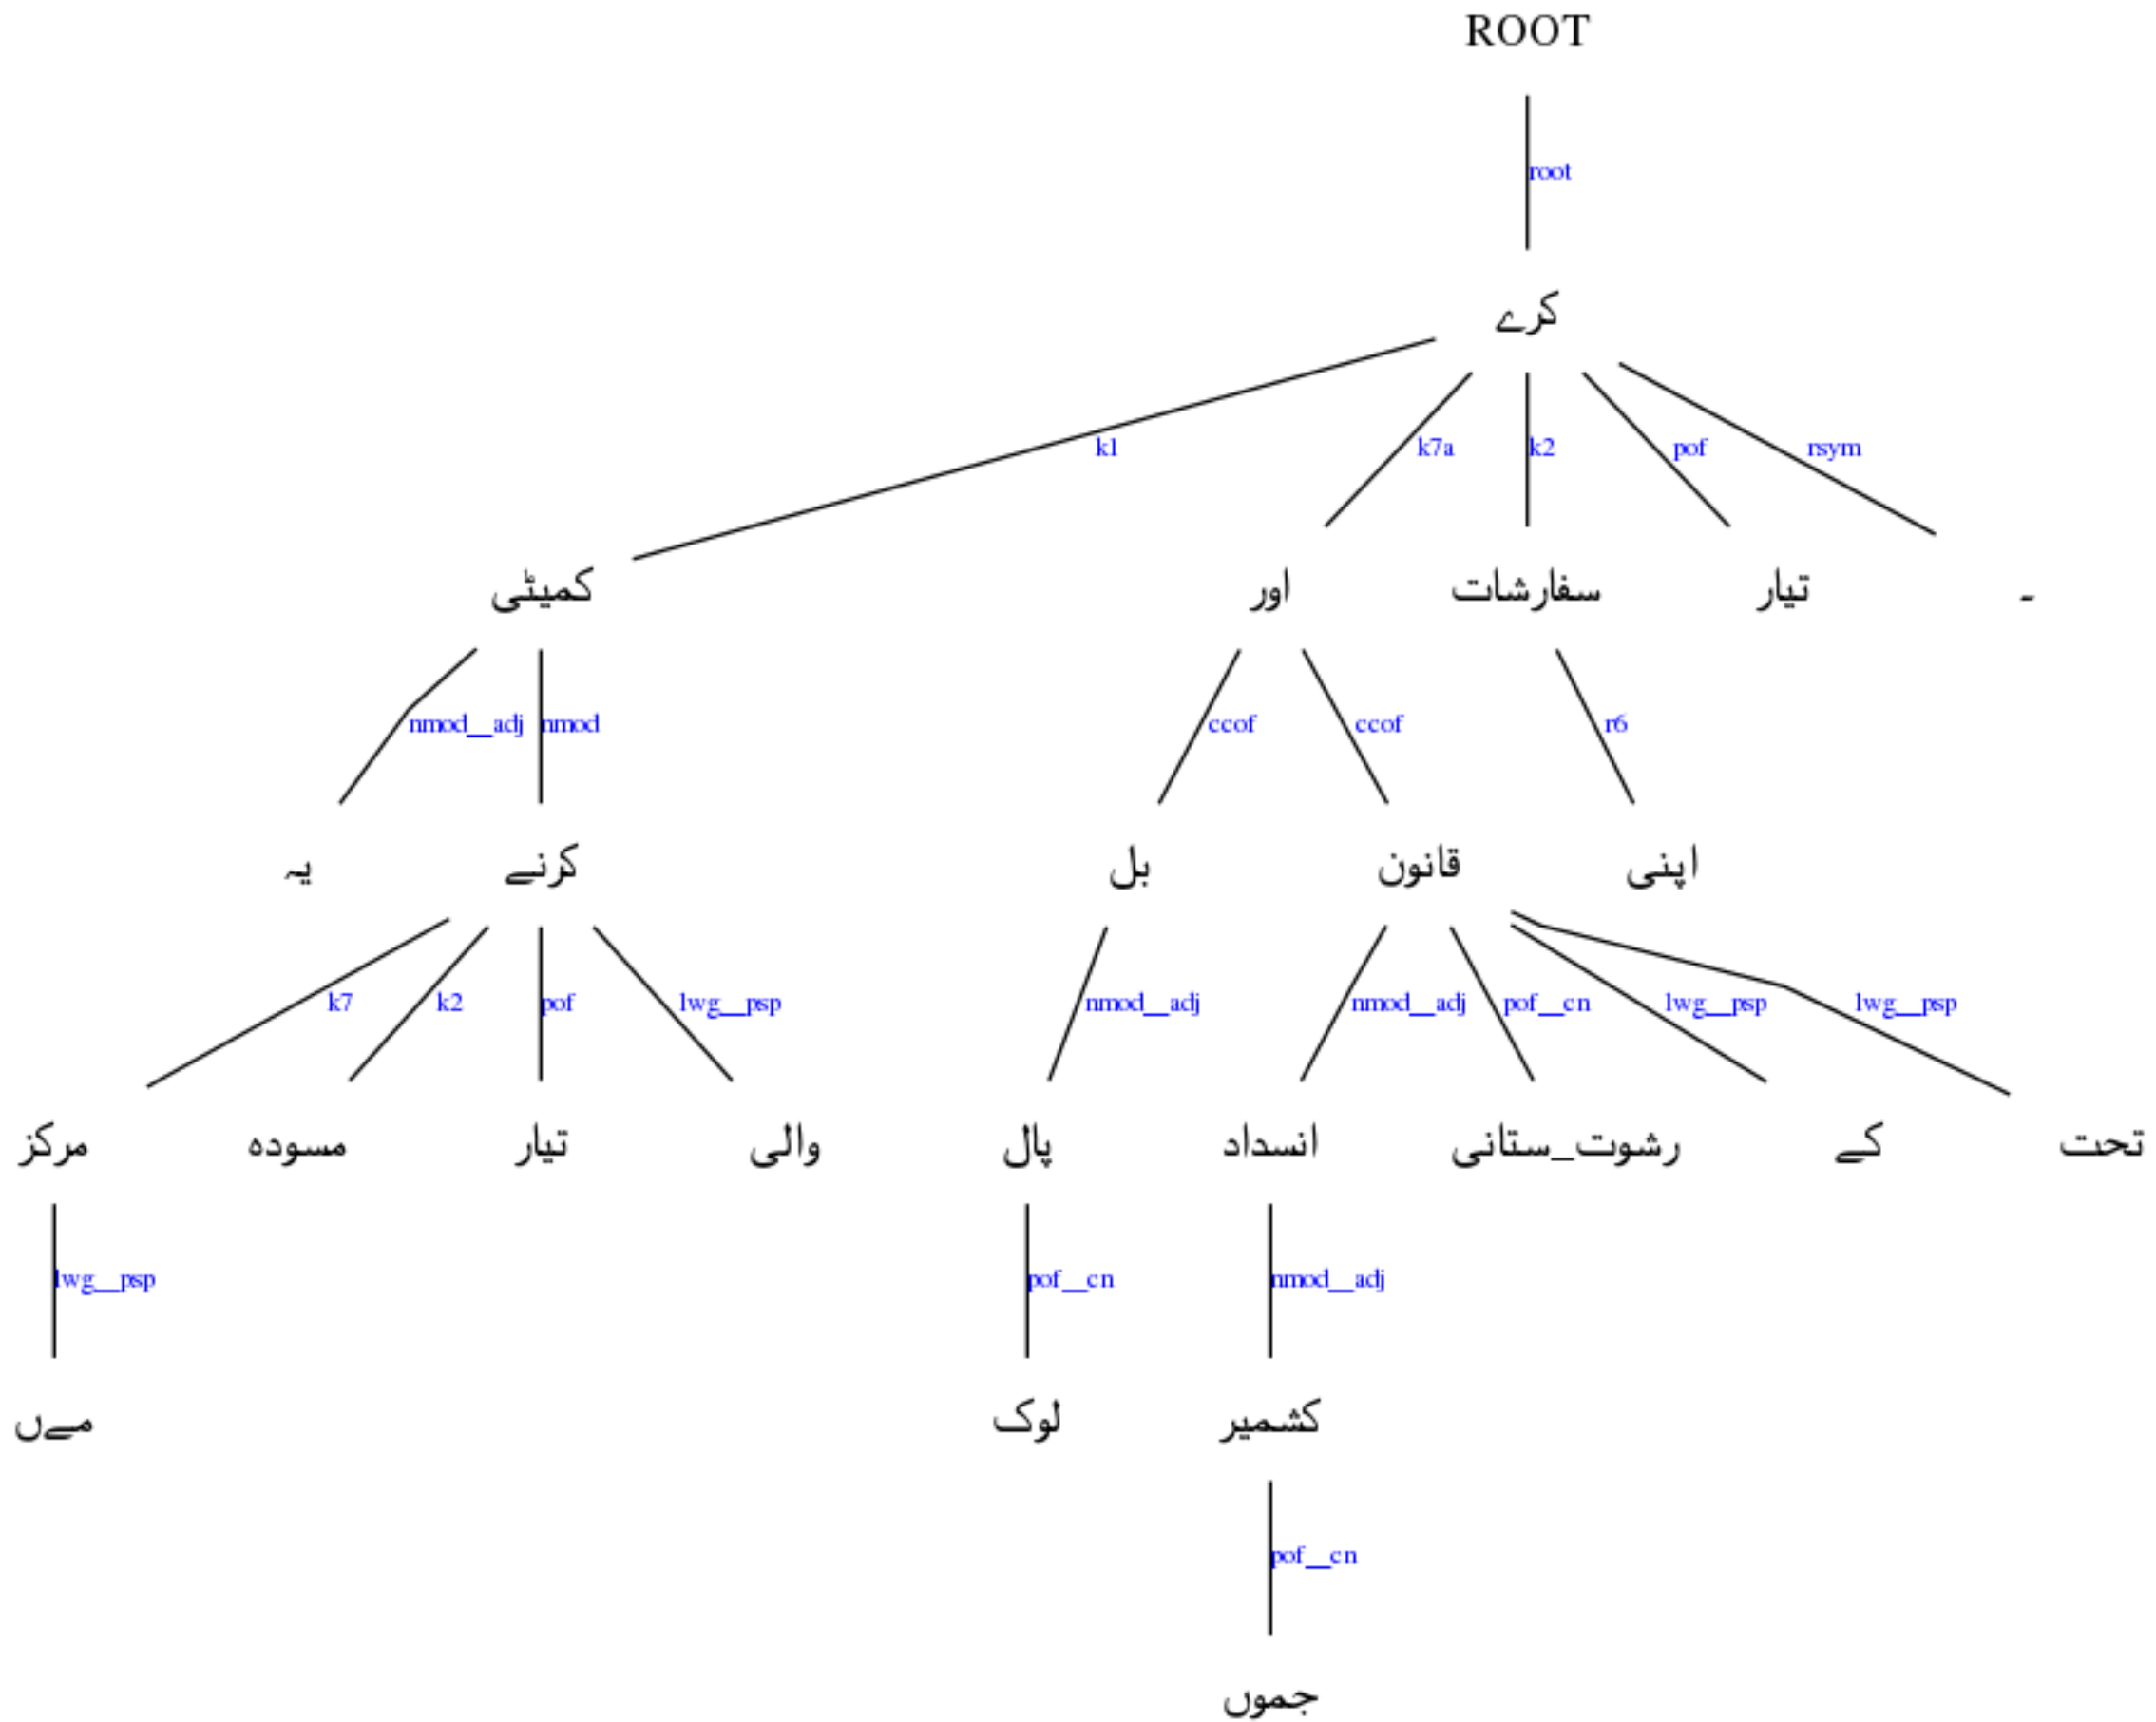 ROOT
root
کرے
k1 k7a k2 pof rsym
کمیٹی اور سفارشات تیار ۔
nmod__adj nmod ccof ccof r6
یہ کرنے بل قانون اپنی
k7 k2 pof lwg__psp nmod__adj nmod__adj pof__cn lwg__psp lwg__psp
مرکز مسودہ تیار والی پال انسداد رشوت_ستانی کے تحت
lwg__psp pof__cn nmod__adj
مےں لوک کشمیر
pof__cn
جموں